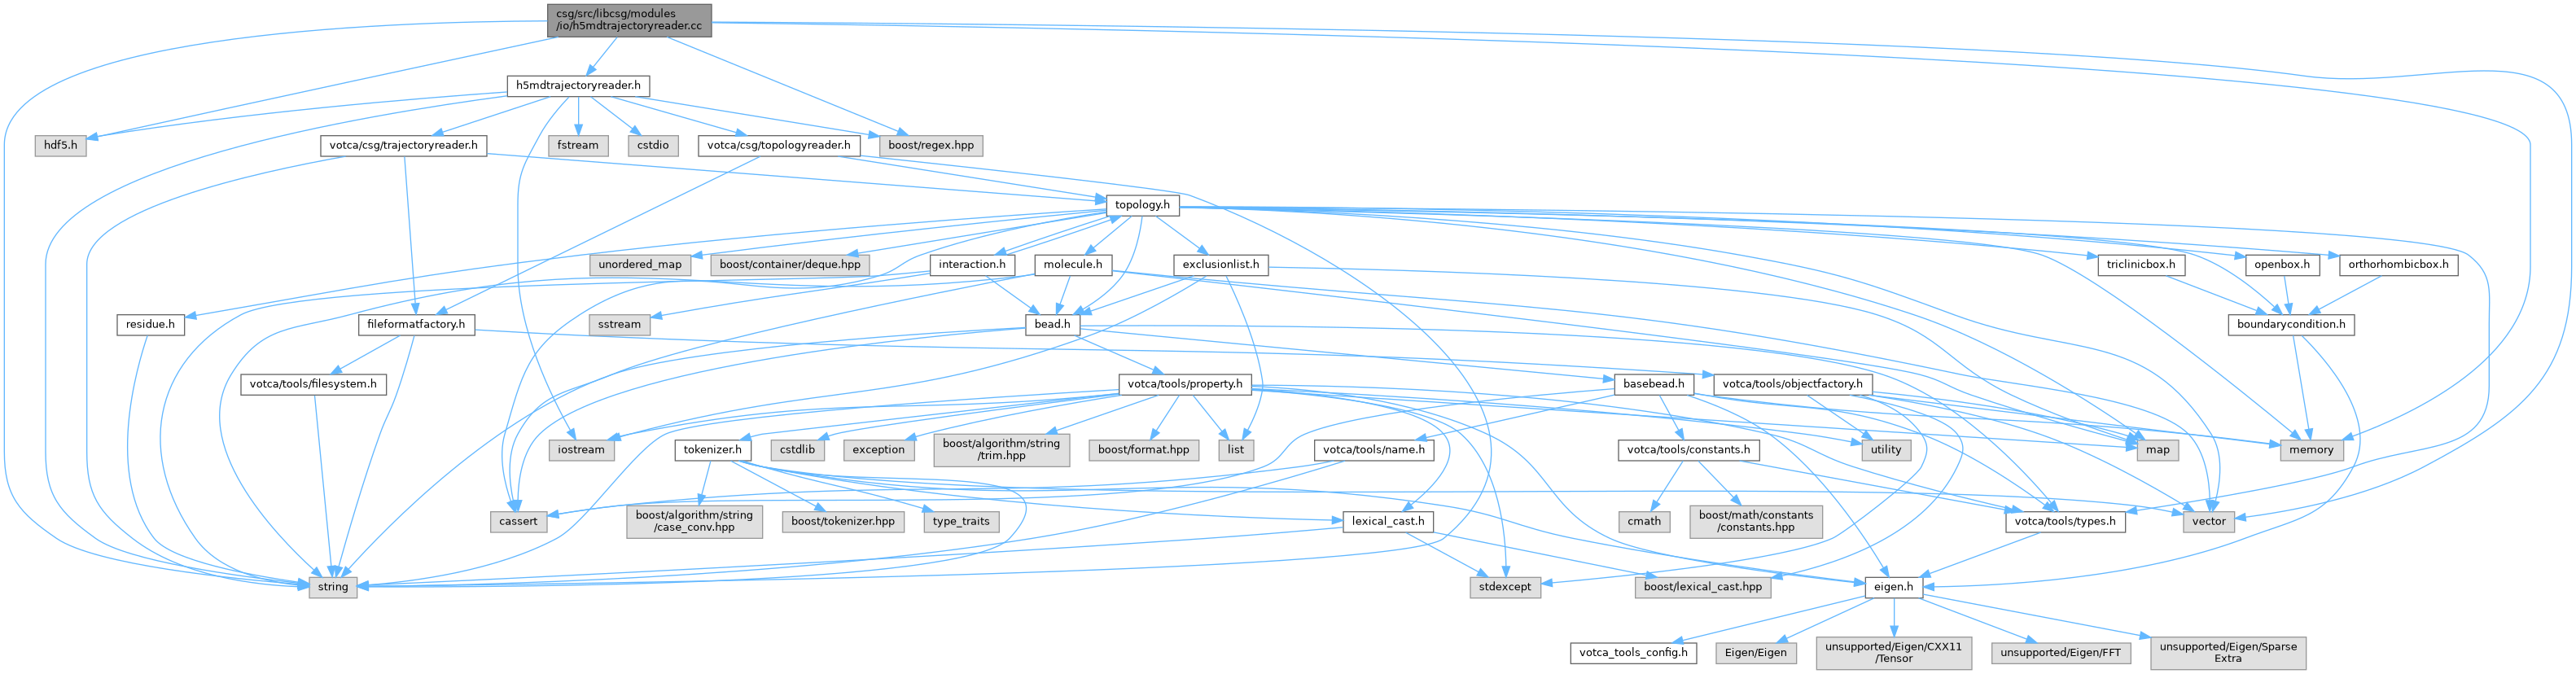 csg/src/libcsg/modules
/io/h5mdtrajectoryreader.cc
h5mdtrajectoryreader.h
hdf5.h
votca/csg/trajectoryreader.h
fstream
cstdio
votca/csg/topologyreader.h
boost/regex.hpp
topology.h
unordered_map
boost/container/deque.hpp
interaction.h
molecule.h
exclusionlist.h
triclinicbox.h
openbox.h
orthorhombicbox.h
residue.h
fileformatfactory.h
sstream
bead.h
boundarycondition.h
votca/tools/filesystem.h
votca/tools/property.h
basebead.h
votca/tools/objectfactory.h
iostream
tokenizer.h
cstdlib
exception
boost/algorithm/string
/trim.hpp
boost/format.hpp
list
votca/tools/name.h
votca/tools/constants.h
utility
map
memory
cassert
boost/algorithm/string
/case_conv.hpp
boost/tokenizer.hpp
type_traits
lexical_cast.h
cmath
boost/math/constants
/constants.hpp
votca/tools/types.h
vector
string
stdexcept
boost/lexical_cast.hpp
eigen.h
votca_tools_config.h
Eigen/Eigen
unsupported/Eigen/CXX11
/Tensor
unsupported/Eigen/FFT
unsupported/Eigen/Sparse
Extra